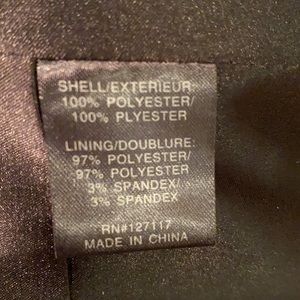 SHELL/EXTERIEUR:
100% POLYESTER/
100% PLYESTER
LINING/DOUBLURE:
97% POLYESTER/
97% POLYESTER
3% SPANDEX/
3% SPANDEX
RN#127117
MADE IN CHINA